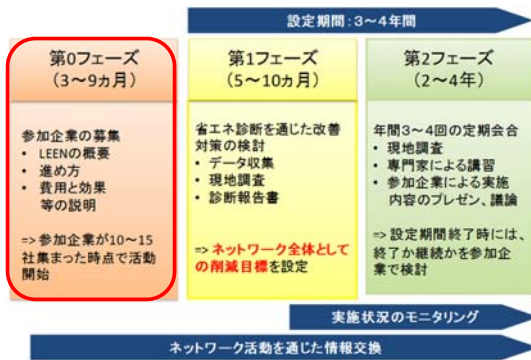 設定期間：3～4年間
第0フェーズ
（3～9ヵ月）
参加企業の募集
• LEENの概要
• 進め方
• 費用と効果
等の説明
=> 参加企業が10～15
社集まった時点で活動
開始
第1フェーズ
（5～10ヵ月）
省エネ診断を通じた改善
対策の検討
• データ収集
• 現地調査
• 診断報告書
=> ネットワーク全体として
の削減目標を設定
第2フェーズ
（2～4年）
年間3～4回の定期会合
• 現地調査
• 専門家による講習
• 参加企業による実施
内容のプレゼン、議論
=> 設定期間終了時には、
終了か継続かを参加企
業で検討
実施状況のモニタリング
ネットワーク活動を通じた情報交換